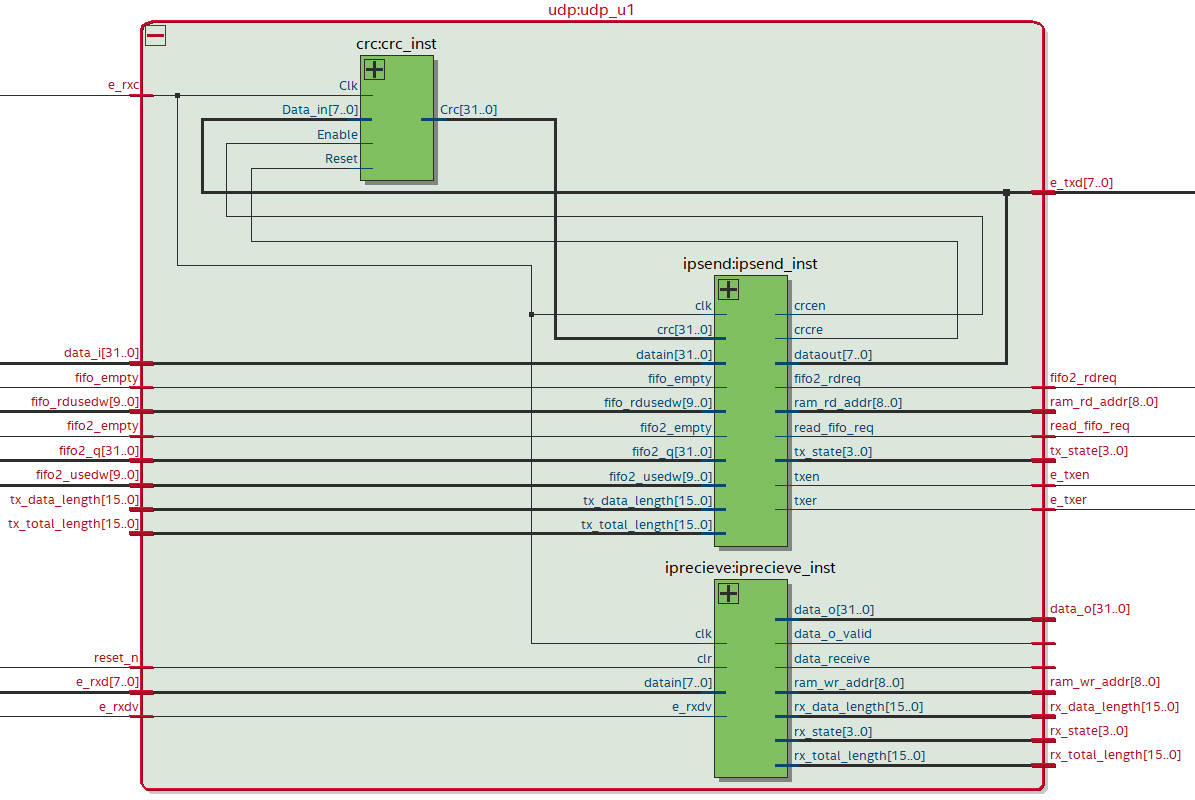 udp:udp_u1
crc:crc_inst
e_rxc
Clk
Data_in[7..0]
Crc[31..0]
Enable
Reset
e_txd[7..0]
ipsend:ipsend_inst
clk
crcen
crc[31..0]
crcre
data_i[31..0]
datain[31..0]
dataout[7..0]
fifo_empty
fifo_empty
fifo2_rdreq
fifo2_rdreq
fifo_rdusedw[9..0]
fifo_rdusedw[9..0]
ram_rd_addr[8..0]
ram_rd_addr[8..0]
fifo2_empty
fifo2_empty
read_fifo_req
read_fifo_req
fifo2_q[31..0]
fifo2_q[31..0]
tx_state[3..0]
tx_state[3..0]
fifo2_usedw[9..0]
fifo2_usedw[9..0]
txen
e_txen
tx_data_length[15..0]
tx_data_length[15..0]
txer
e_txer
tx_total_length[15..0]
tx_total_length[15..0]
iprecieve:iprecieve_inst
data_o[31..0]
data_o[31..0]
clk
data_o_valid
reset_n
clr
data_receive
e_rxd[7..0]
datain[7..0]
ram_wr_addr[8..0]
ram_wr_addr[8..0]
e_rxdv
e_rxdv
rx_data_length[15..0]
rx_data_length[15..0]
rx_state[3..0]
rx_state[3..0]
rx_total_length[15..0]
rx_total_length[15..0]